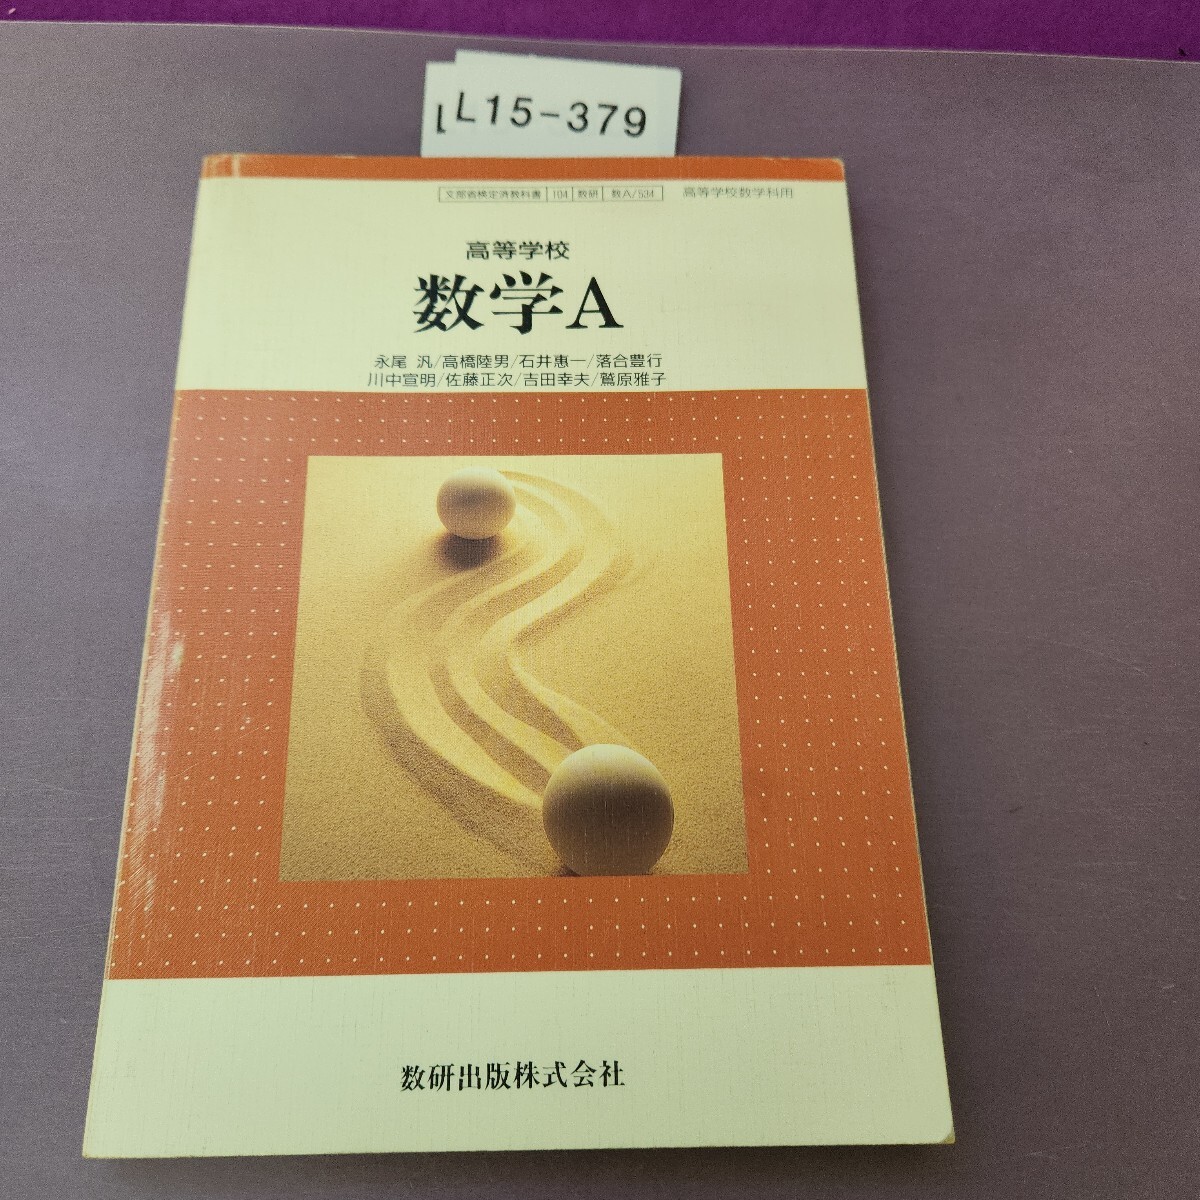 L15-379
文部省検定済教科書 104 数研 数A/534 高等学校数学科用
高等学校
数学A
永尾 汎/高橋陸男/石井惠一/落合豊行
川中宣明/佐藤正次/吉田幸夫/鷲原雅子
数研出版株式会社